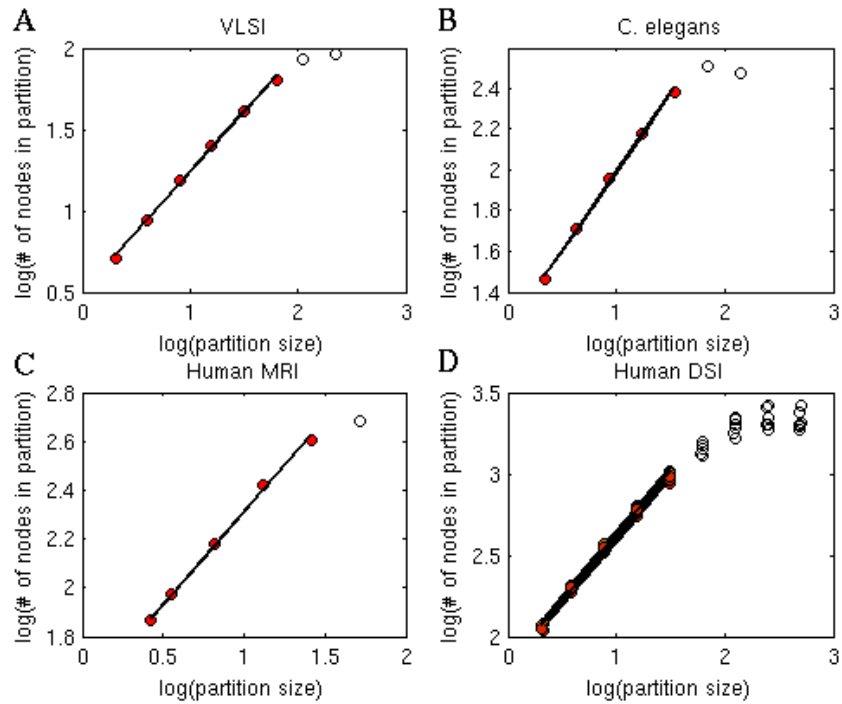 A
VLSI
log(# of nodes in partition)
2
1.5
1
0.5
0
1
2
3
log(partition size)
B
C. elegans
log(# of nodes in partition)
2.4
2.2
2
1.8
1.6
1.4
0
1
2
3
log(partition size)
C
Human MRI
log(# of nodes in partition)
2.8
2.6
2.4
2.2
2
1.8
0
0.5
1
1.5
2
log(partition size)
D
Human DSI
log(# of nodes in partition)
3.5
3
2.5
2
0
1
2
3
log(partition size)